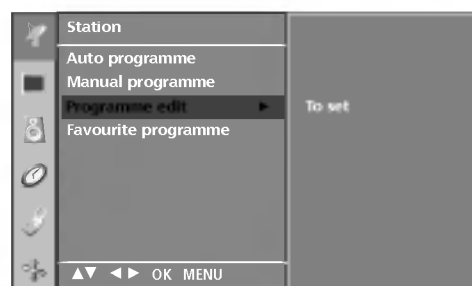 Station
Auto programme
Manual programme
Programme edit ► To set
Favourite programme
▲▼ ◄► OK MENU